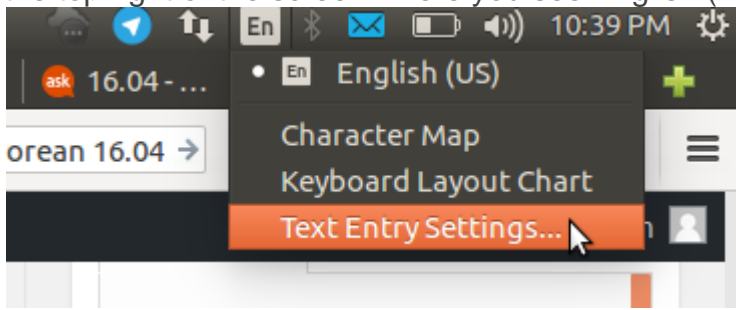 En 10:39 PM
ask 16.04 - ...
En English (US)
orean 16.04 →
Character Map
Keyboard Layout Chart
Text Entry Settings...